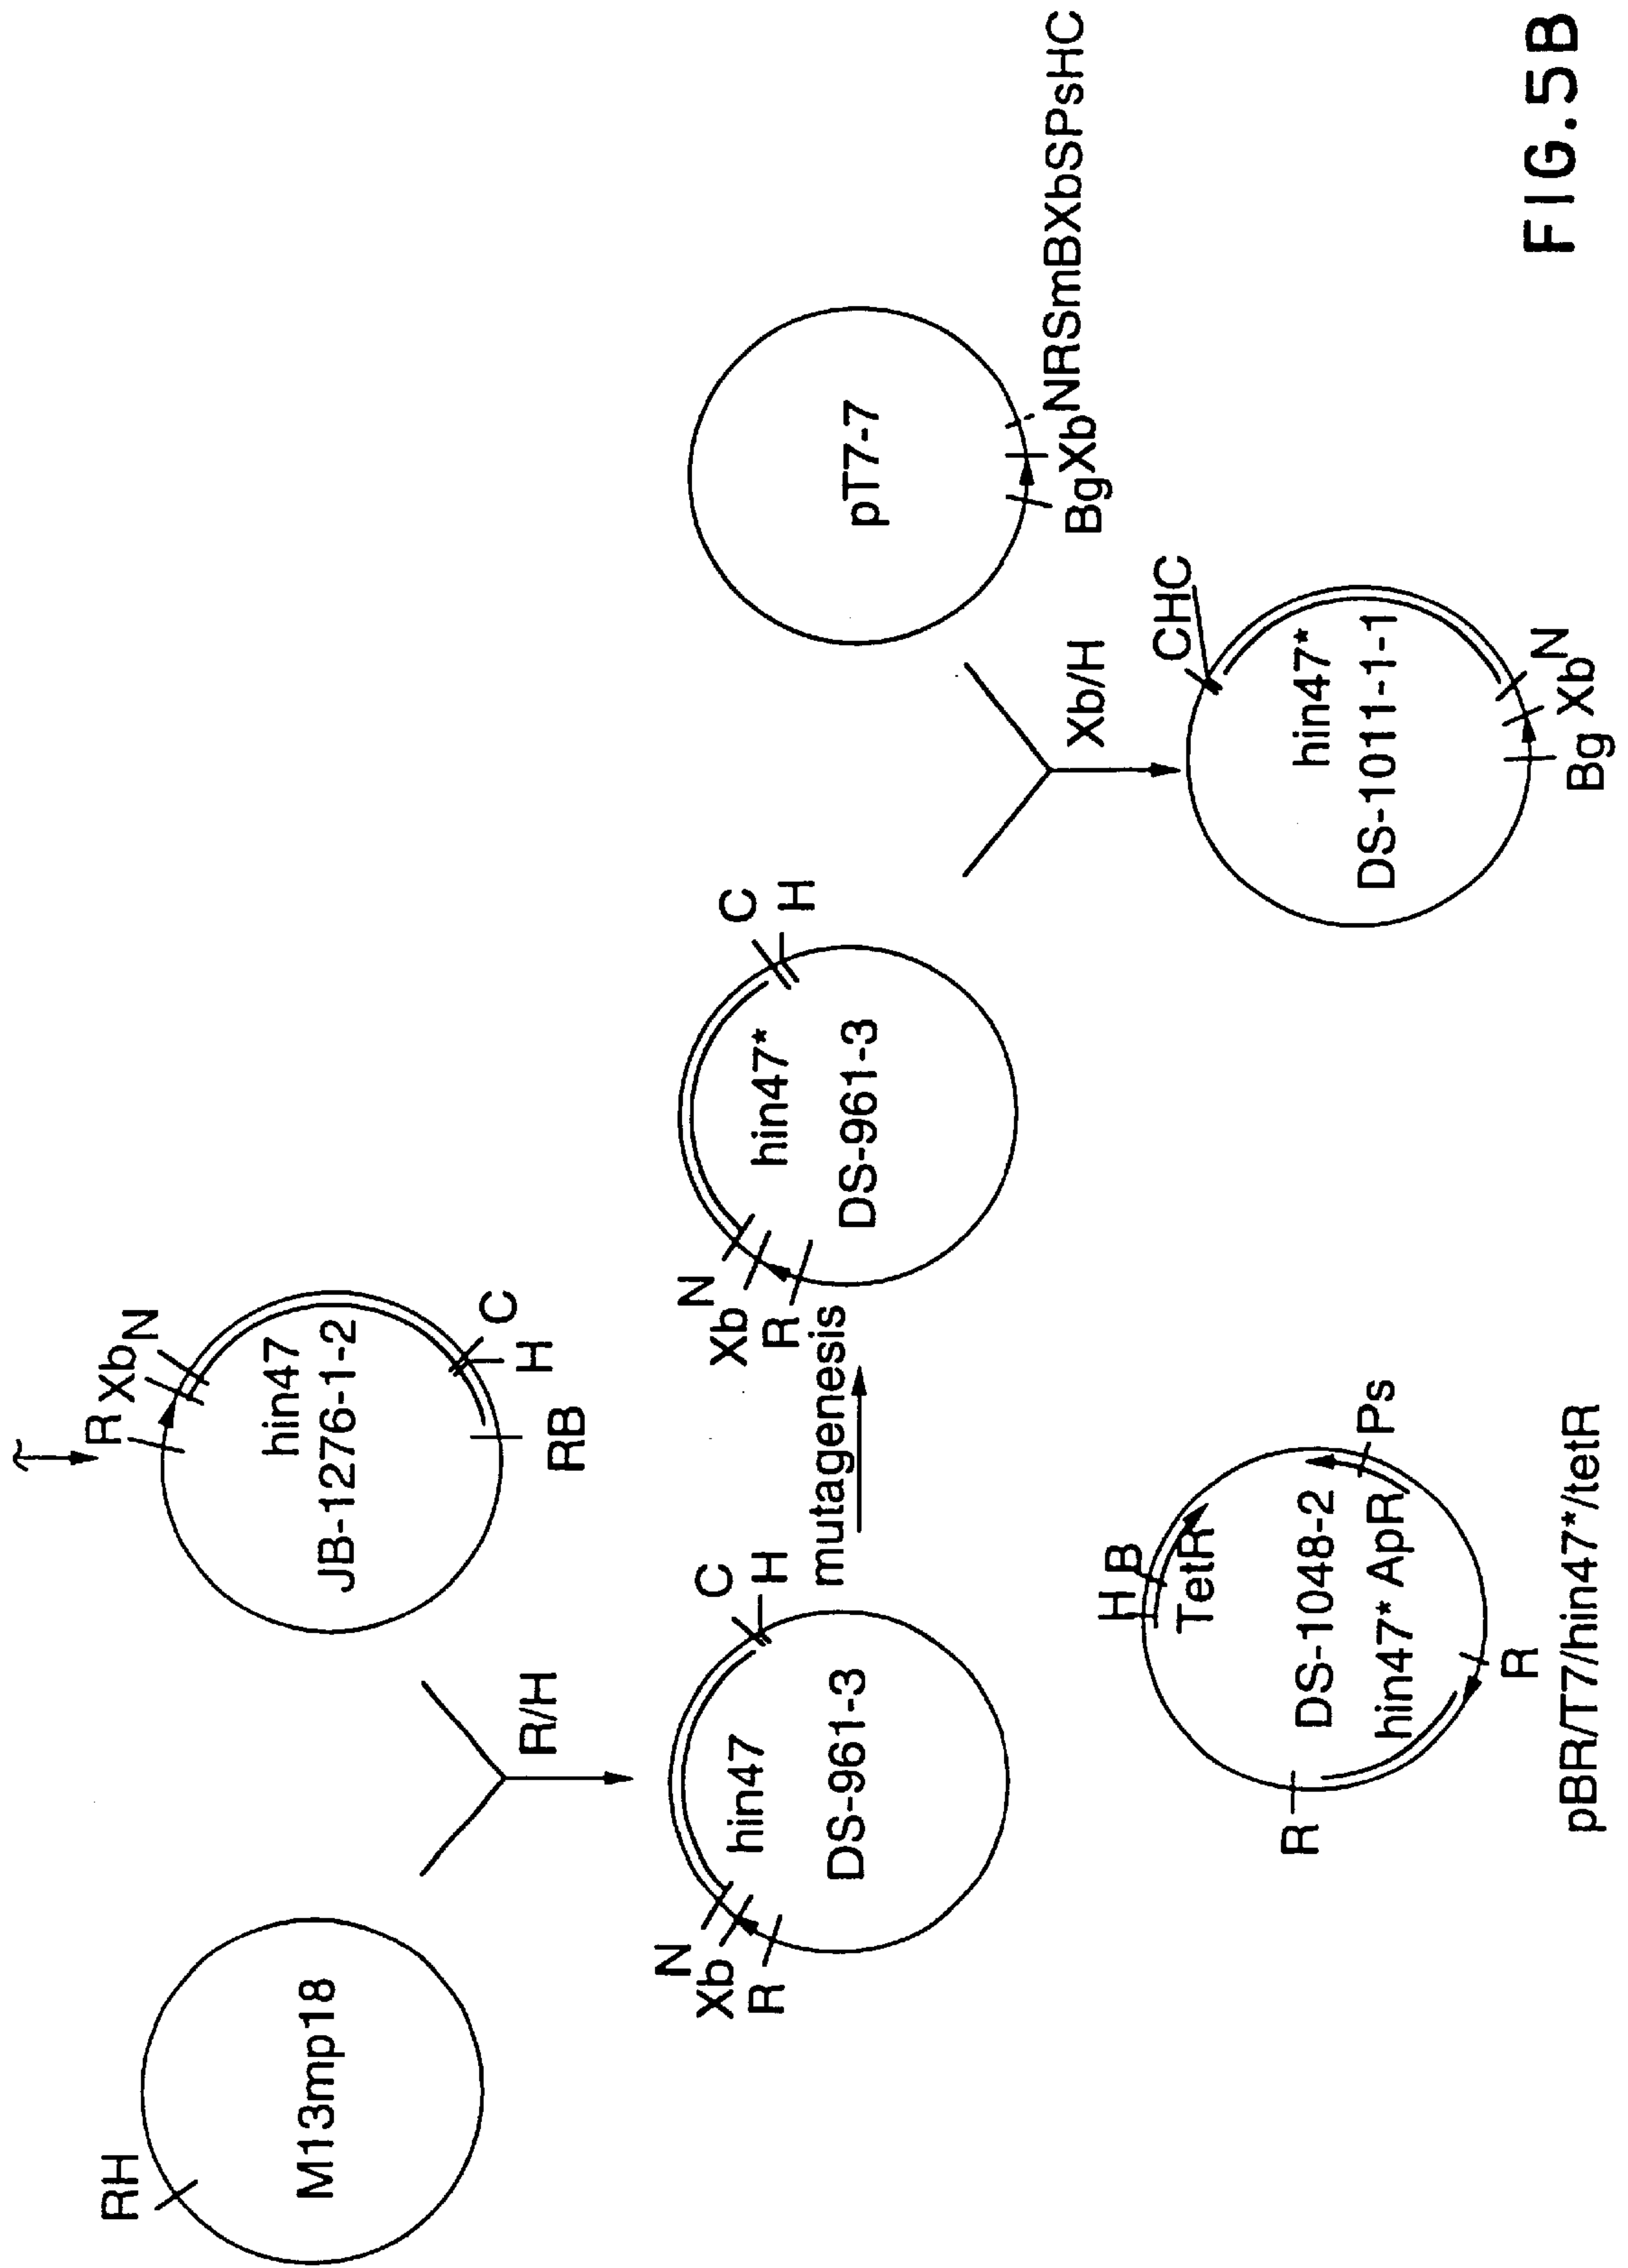 RH
M13mp18
R
Xb
N
hin47
JB-1276-1-2
C
H
RB
R/H
N
Xb
R
hin47
DS-961-3
C
H
mutagenesis
N
Xb
R
hin47*
DS-961-3
C
H
pT7-7
Bg
Xb
NRSmBXbSPsHC
Xb/H
CHC
hin47*
DS-1011-1-1
N
Xb
Bg
H
B
TetR
DS-1048-2
hin47* ApR
Ps
R
R
pBR/T7/hin47*/tetR
FIG.5B